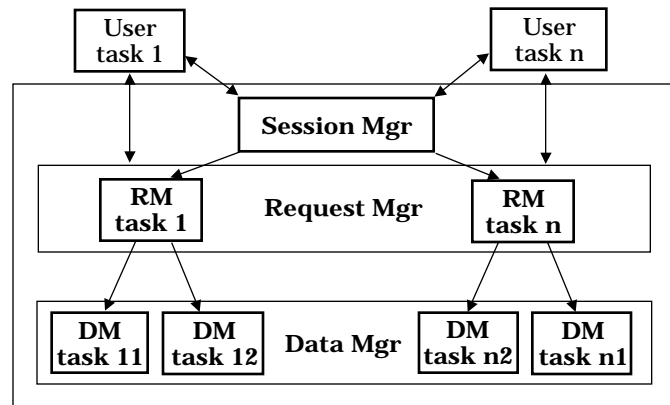 User
task 1
User
task n
Session Mgr
RM
task 1
Request Mgr
RM
task n
DM
task 11
DM
task 12
Data Mgr
DM
task n2
DM
task n1